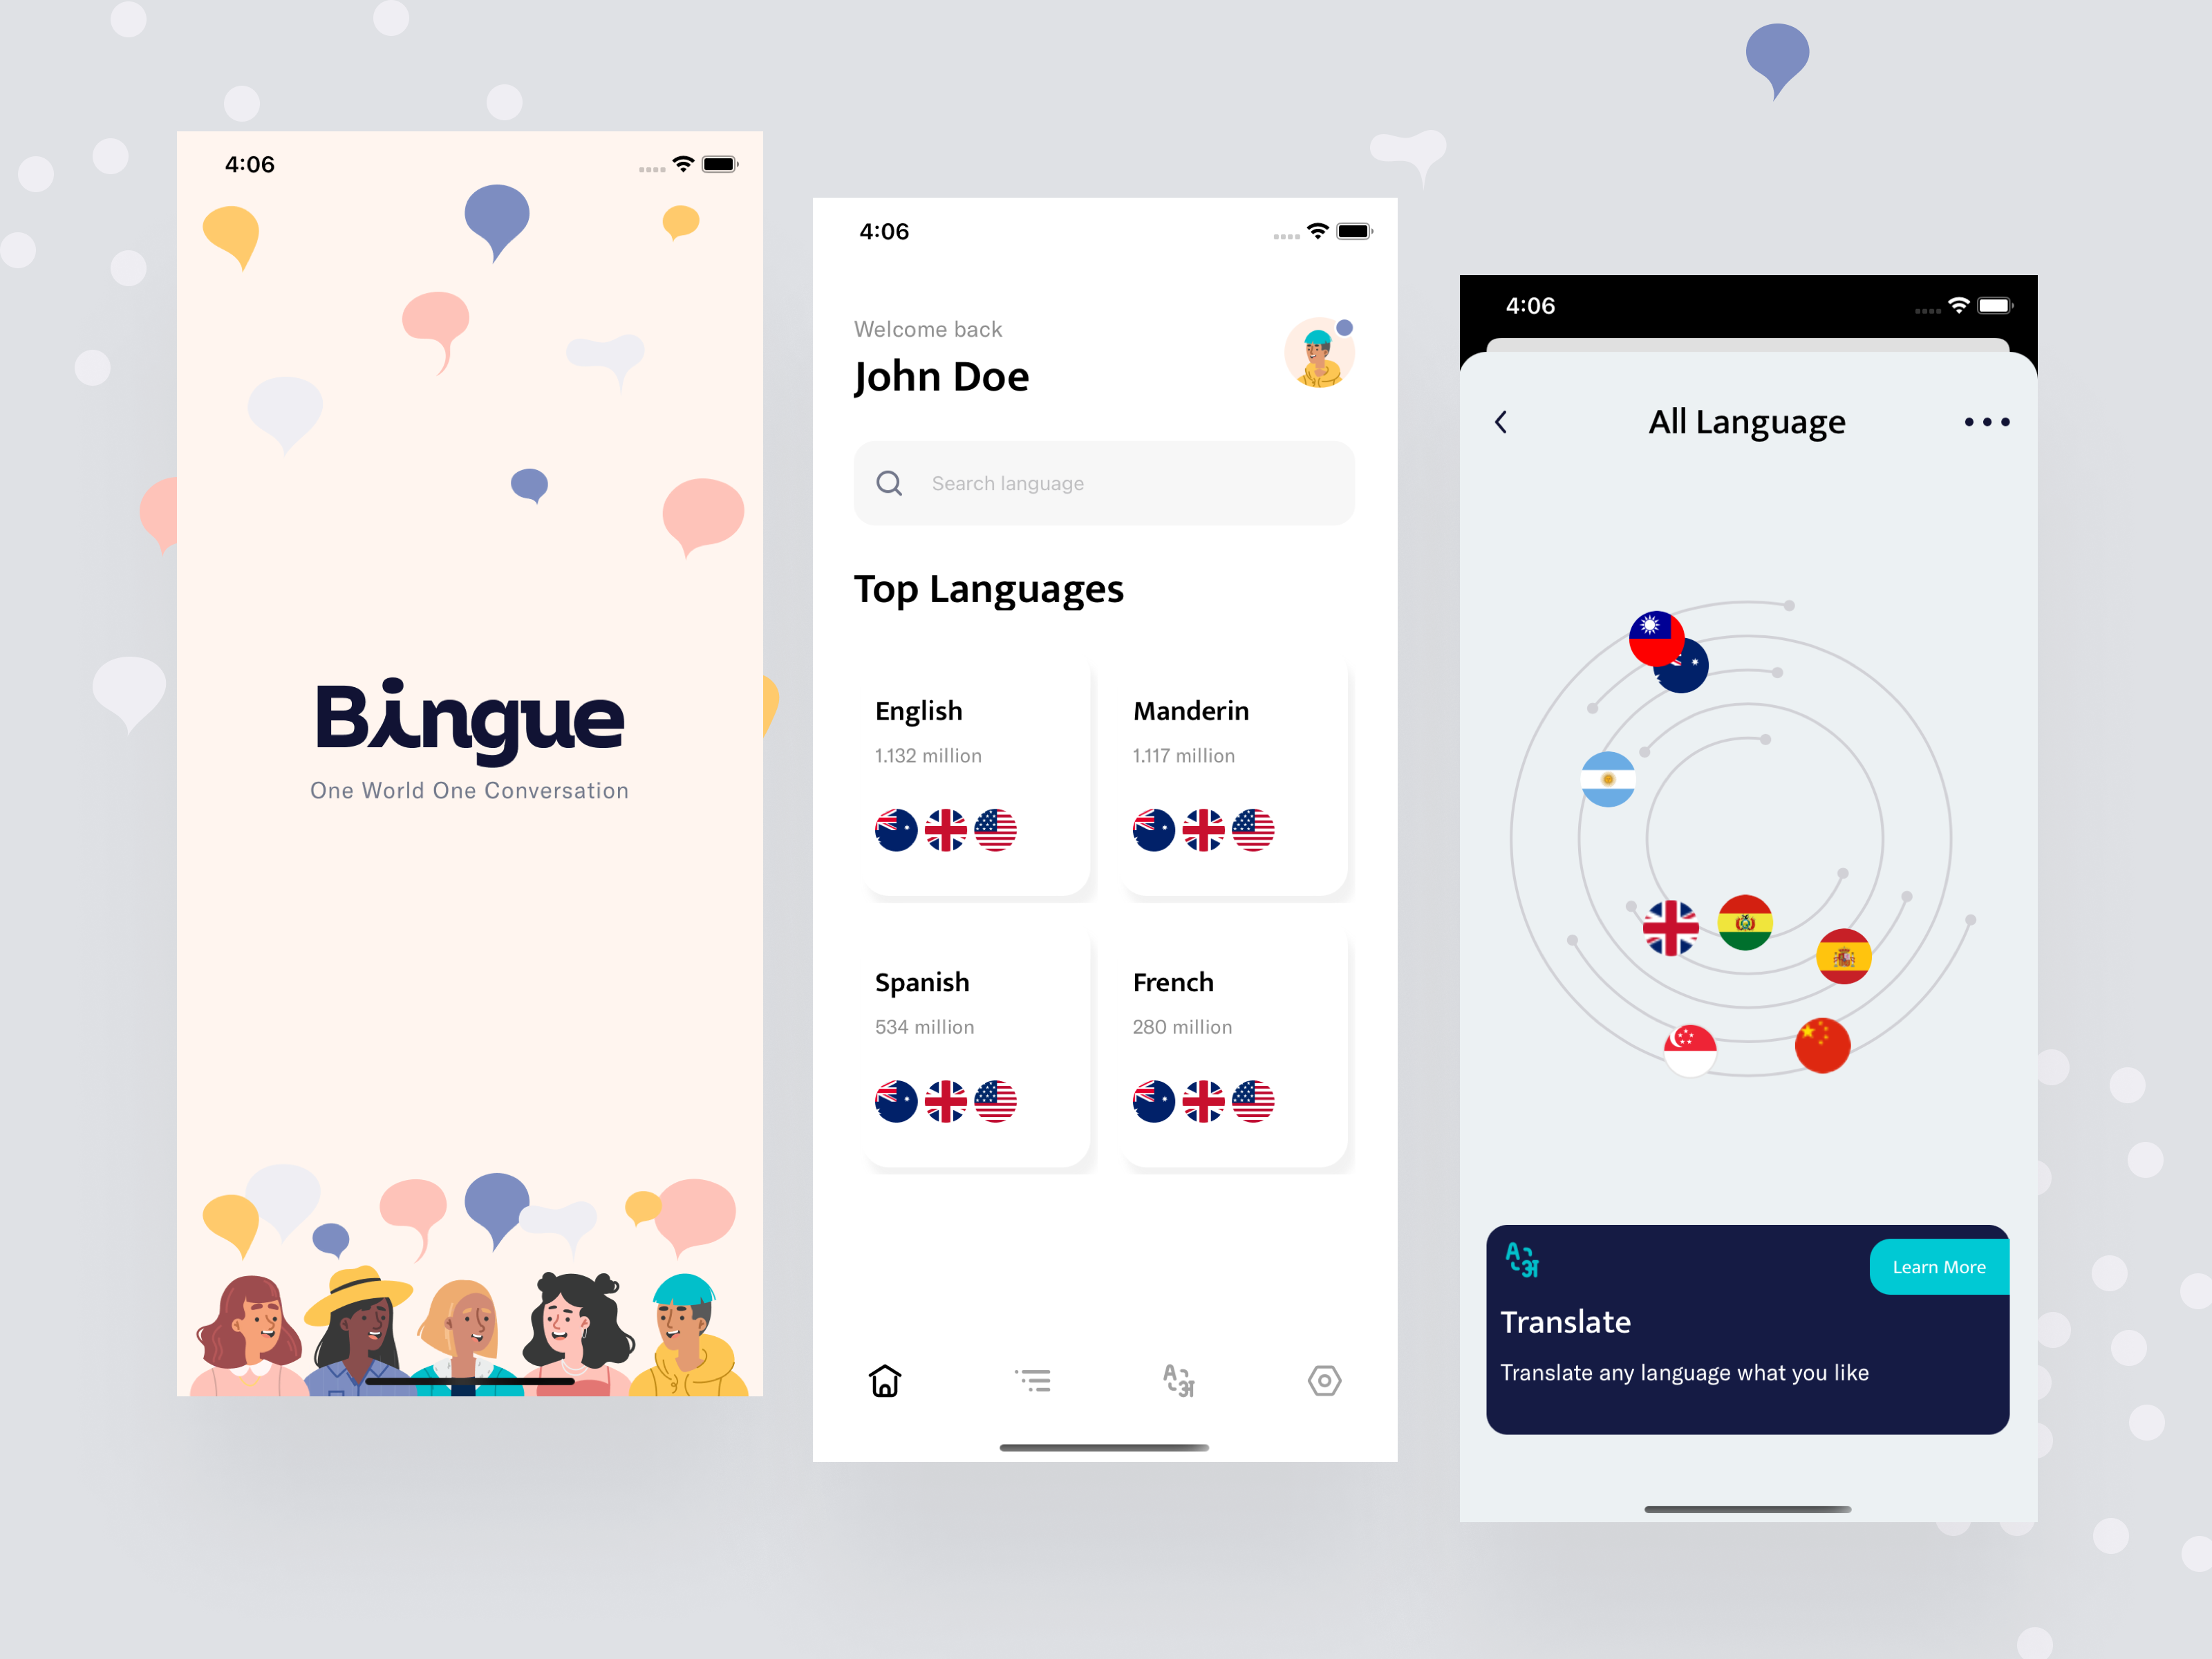 4:06
Bingue
One World One Conversation
4:06
Welcome back
John Doe
Search language
Top Languages
English
1.132 million
Manderin
1.117 million
Spanish
534 million
French
280 million
A
अ
4:06
All Language
A
अ
Learn More
Translate
Translate any language what you like